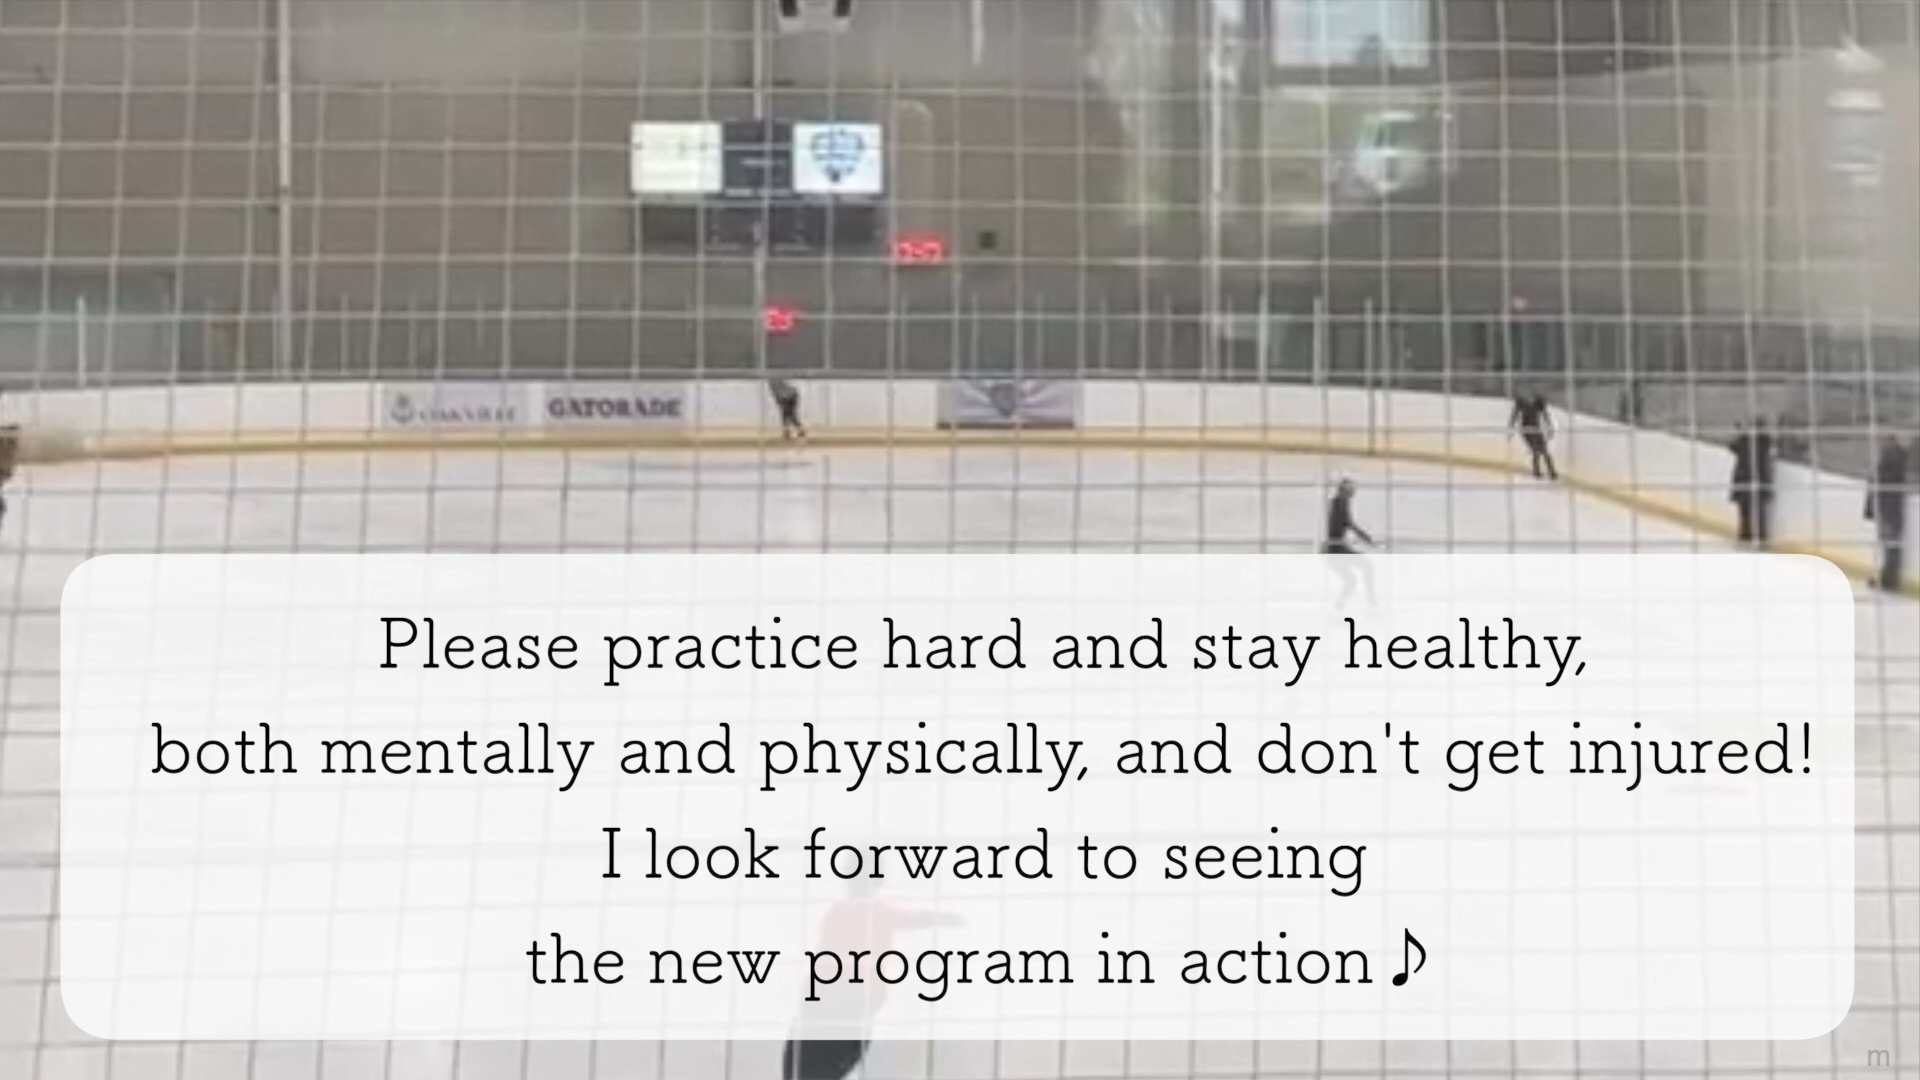 OAKVILLE
GATORADE
Please practice hard and stay healthy,
both mentally and physically, and don't get injured!
I look forward to seeing
the new program in action♪
m